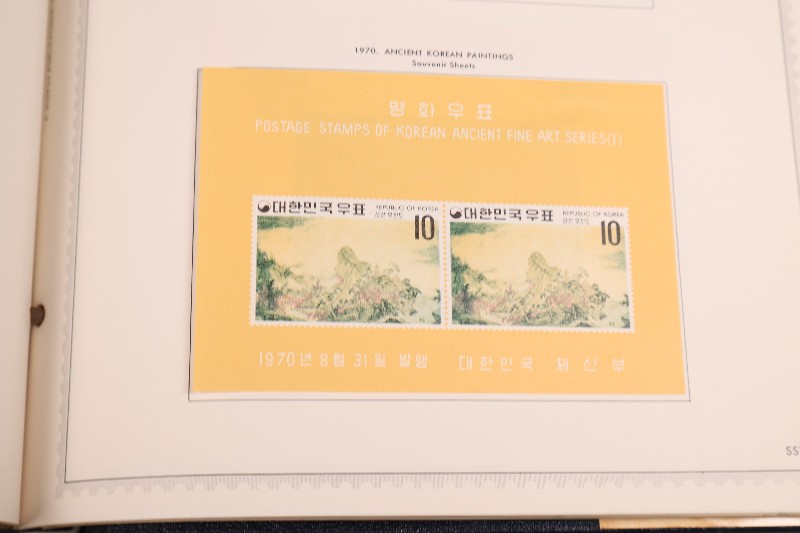 1970. ANCIENT KOREAN PAINTINGS
Souvenir Sheets
명화우표
POSTAGE STAMPS OF KOREAN ANCIENT FINE ART SERIES(1)
대한민국우표 REPUBLIC OF KOREA
10
대한민국우표 REPUBLIC OF KOREA
10
1970년 8월 31일 발행 대한민국 체신부